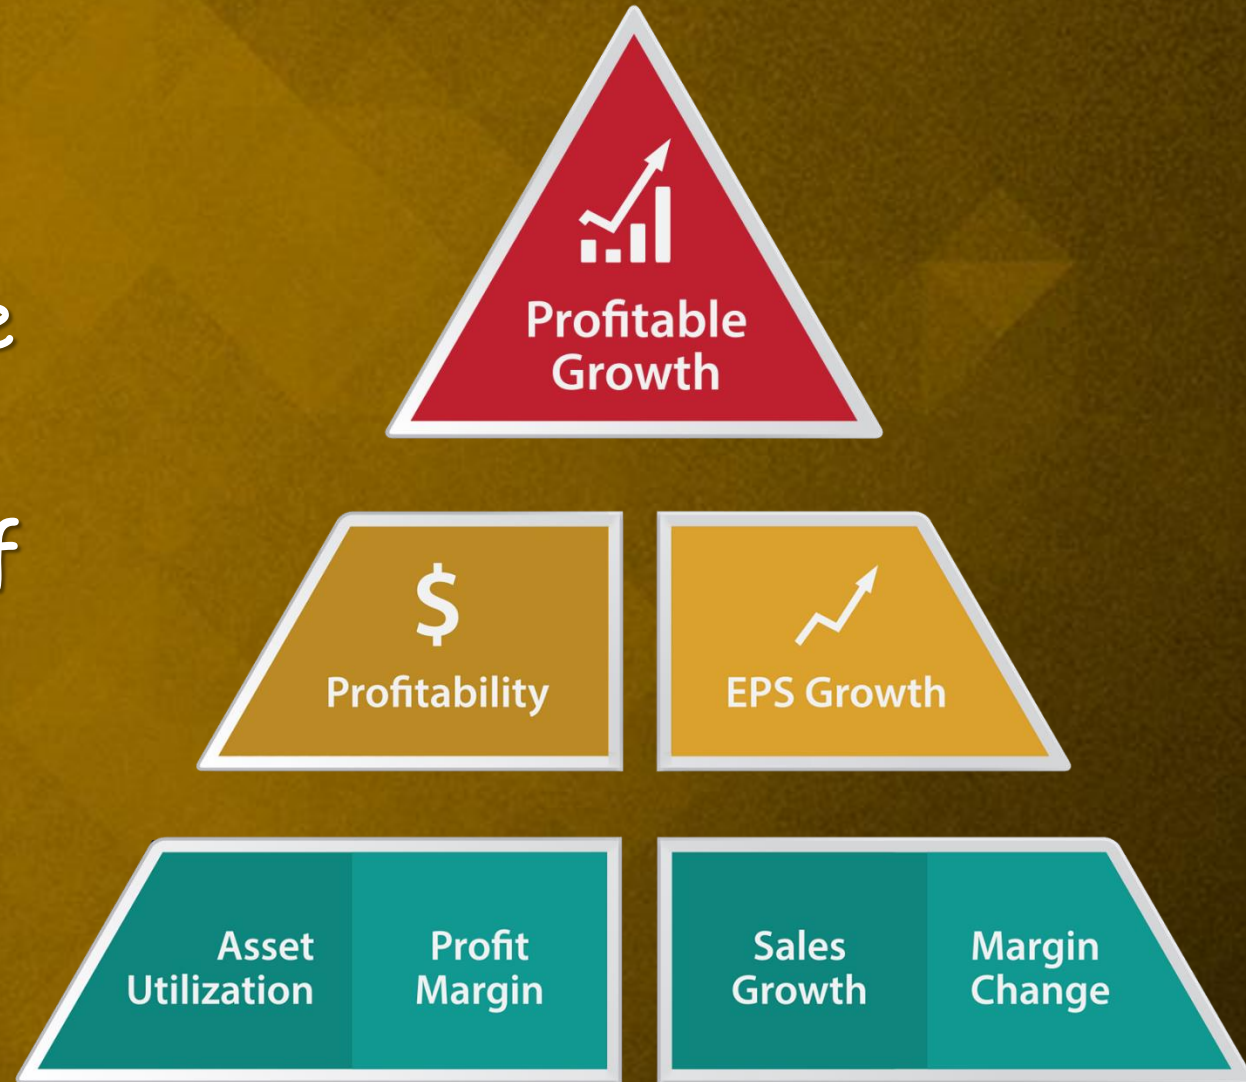 Profitable
Growth
$
Profitability
EPS Growth
Asset
Utilization
Profit
Margin
Sales
Growth
Margin
Change